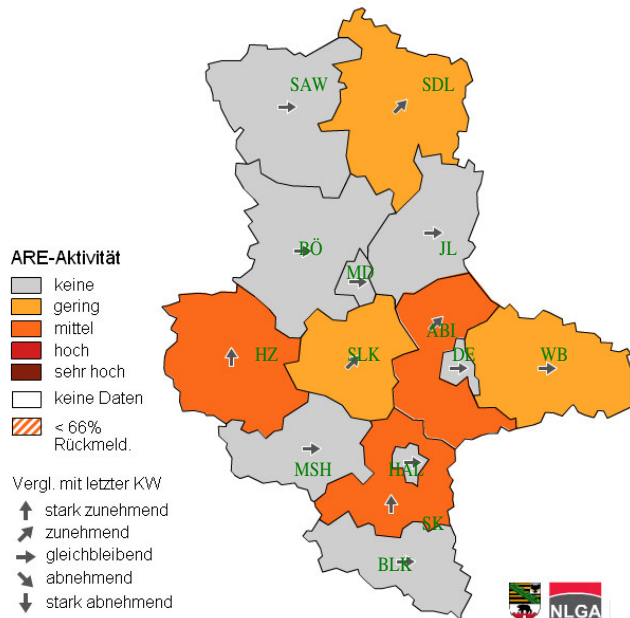 SAW
SDL
BÖ
JL
MD
ARE-Aktivität
keine
gering
mittel
hoch
sehr hoch
keine Daten
< 66%
Rückmeld.
HZ
SLK
ABI
DE
WB
MSH
HAL
SK
BLK
Vergl. mit letzter KW
stark zunehmend
zunehmend
gleichbleibend
abnehmend
stark abnehmend
NLGA